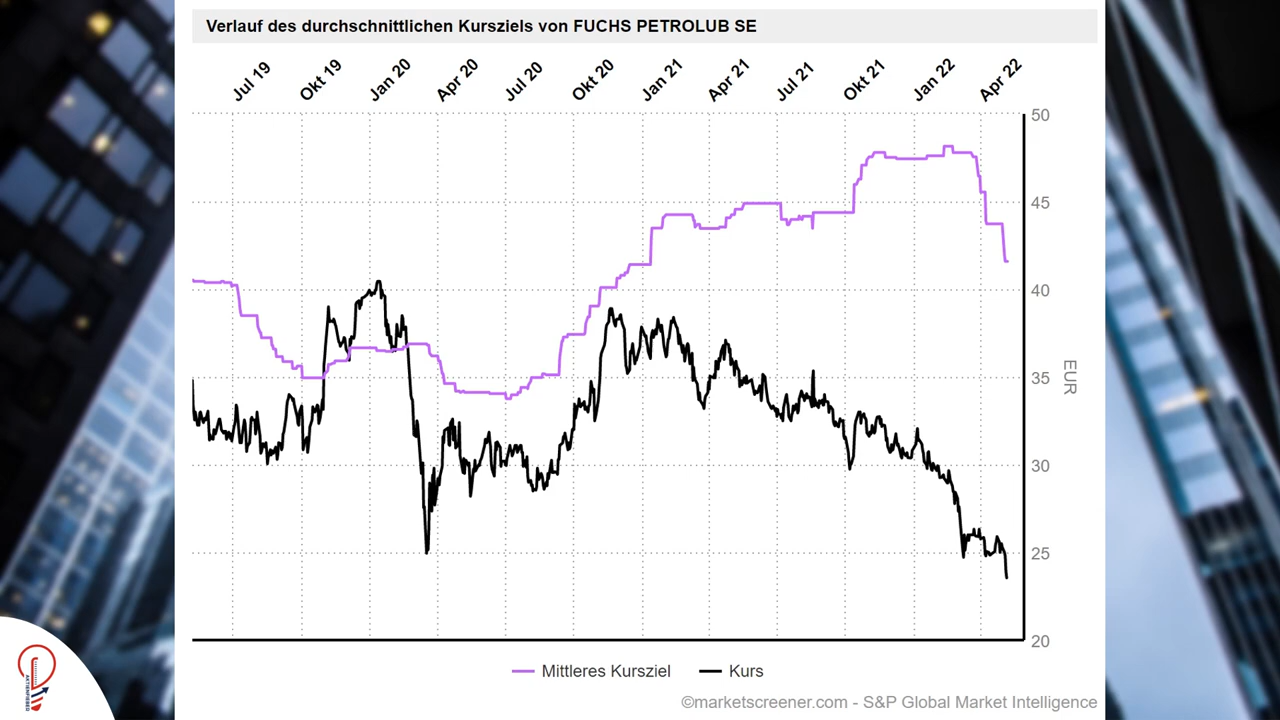 Verlauf des durchschnittlichen Kursziels von FUCHS PETROLUB SE
Jul 19 Okt 19 Jan 20 Apr 20 Jul 20 Okt 20 Jan 21 Apr 21 Jul 21 Okt 21 Jan 22 Apr 22
50
45
40
35
30
25
20
EUR
Mittleres Kursziel Kurs
©marketscreener.com - S&P Global Market Intelligence
AKTIENFIEBER